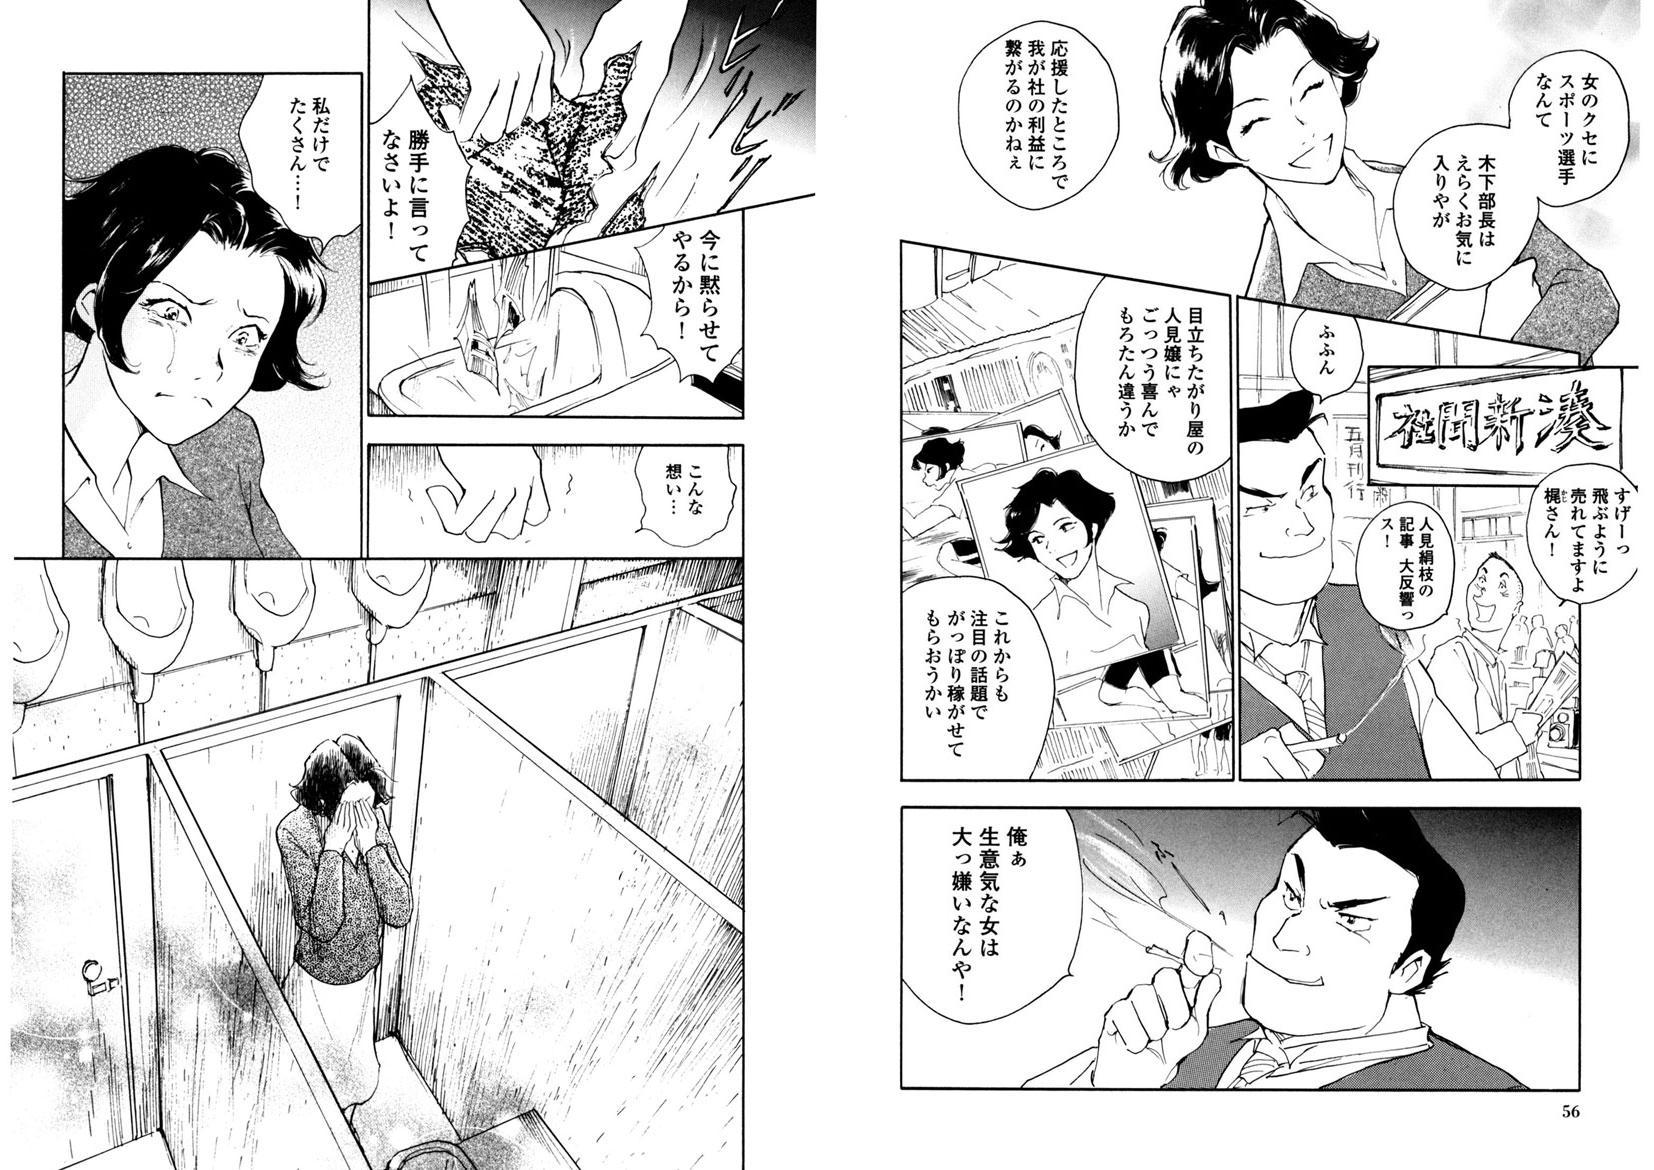 女のクセに
スポーツ選手
なんて
木下部長は
えらくお気に
入りやが
応援したところで
我が社の利益に
繋がるのかねぇ
湊新聞社
すげーっ
飛ぶように
売れてますよ
梶さん！
かじ
人見絹枝の
記事 大反響っ
ス！
五月刊行
ふふん
目立ちたがり屋の
人見嬢にゃ
ごっつう喜んで
もろたん違うか
これからも
注目の話題で
がっぽり稼がせて
もらおうかい
俺ぁ
生意気な女は
大っ嫌いなんや！
56
勝手に言って
なさいよ！
今に黙らせて
やるから！
私だけで
たくさん…！
こんな
想い…